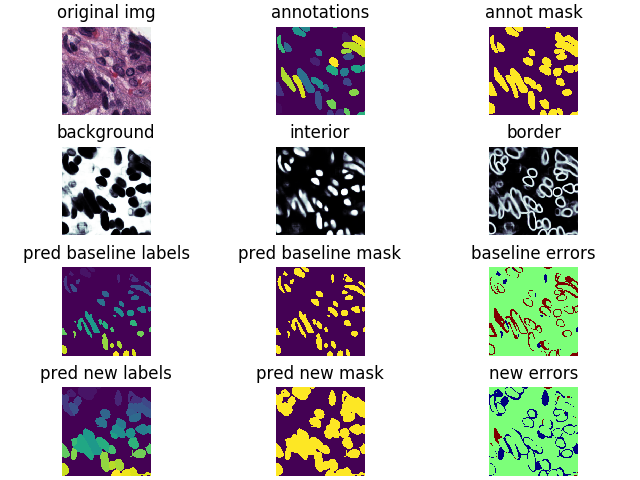 original img
annotations
annot mask
background
interior
border
pred baseline labels
pred baseline mask
baseline errors
pred new labels
pred new mask
new errors